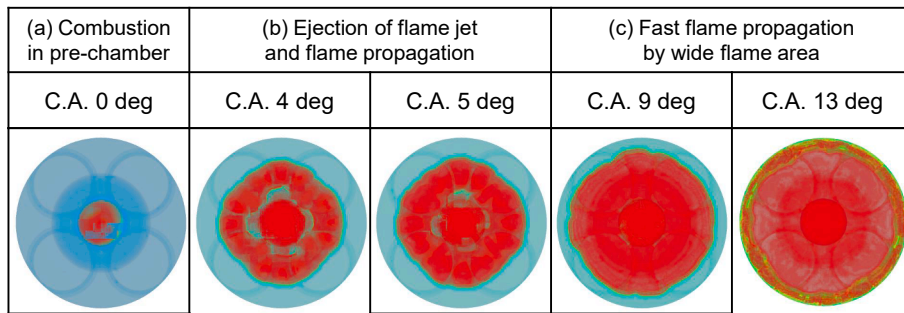 (a) Combustion
in pre-chamber
(b) Ejection of flame jet
and flame propagation
(c) Fast flame propagation
by wide flame area
C.A. 0 deg
C.A. 4 deg
C.A. 5 deg
C.A. 9 deg
C.A. 13 deg